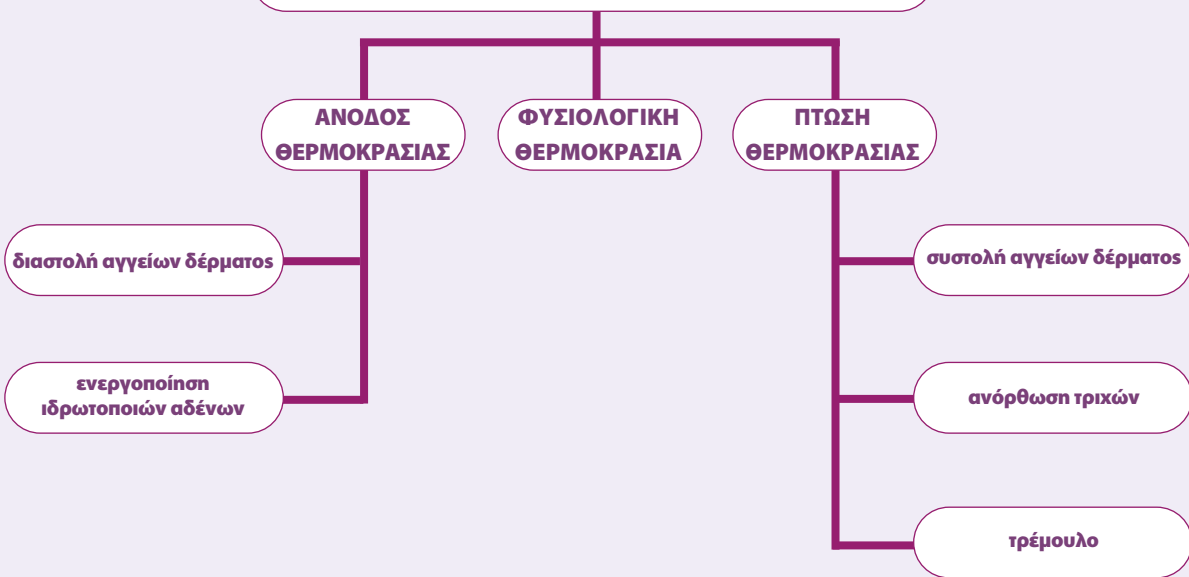 ΑΝΟΔΟΣ
ΘΕΡΜΟΚΡΑΣΙΑΣ
ΦΥΣΙΟΛΟΓΙΚΗ
ΘΕΡΜΟΚΡΑΣΙΑ
ΠΤΩΣΗ
ΘΕΡΜΟΚΡΑΣΙΑΣ
διαστολή αγγείων δέρματος
ενεργοποίηση
ιδρωτοποιών αδένων
συστολή αγγείων δέρματος
ανόρθωση τριχών
τρέμουλο